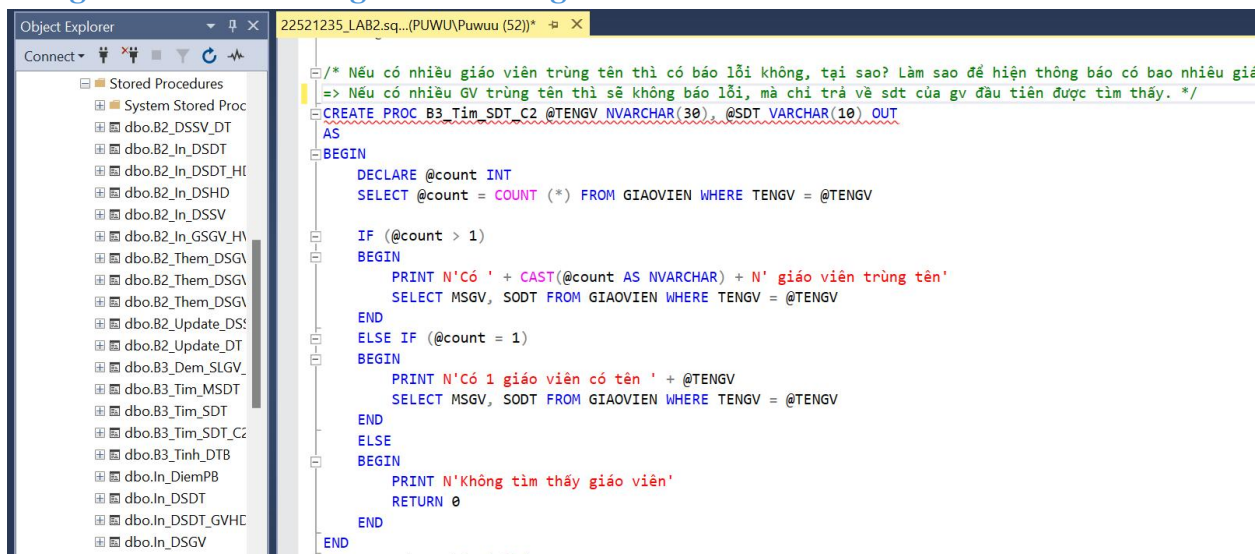 Object Explorer
22521235_LAB2.sq...(PUWU\Puwuu (52))*
Connect
Stored Procedures
System Stored Proc
dbo.B2_DSSV_DT
dbo.B2_In_DSDT
dbo.B2_In_DSDT_HD
dbo.B2_In_DSHD
dbo.B2_In_DSSV
dbo.B2_In_GSGV_HV
dbo.B2_Them_DSGV
dbo.B2_Them_DSGV
dbo.B2_Them_DSGV
dbo.B2_Update_DSS
dbo.B2_Update_DT
dbo.B3_Dem_SLGV_
dbo.B3_Tim_MSDT
dbo.B3_Tim_SDT
dbo.B3_Tim_SDT_C2
dbo.B3_Tinh_DTB
dbo.In_DiemPB
dbo.In_DSDT
dbo.In_DSDT_GVHD
dbo.In_DSGV
/* Nếu có nhiều giáo viên trùng tên thì có báo lỗi không, tại sao? Làm sao để hiện thông báo có bao nhiêu giá
=> Nếu có nhiều GV trùng tên thì sẽ không báo lỗi, mà chỉ trả về sdt của gv đầu tiên được tìm thấy. */
CREATE PROC B3_Tim_SDT_C2 @TENGV NVARCHAR(30), @SDT VARCHAR(10) OUT
AS
BEGIN
DECLARE @count INT
SELECT @count = COUNT (*) FROM GIAOVIEN WHERE TENGV = @TENGV
IF (@count > 1)
BEGIN
PRINT N'Có ' + CAST(@count AS NVARCHAR) + N' giáo viên trùng tên'
SELECT MSGV, SODT FROM GIAOVIEN WHERE TENGV = @TENGV
END
ELSE IF (@count = 1)
BEGIN
PRINT N'Có 1 giáo viên có tên ' + @TENGV
SELECT MSGV, SODT FROM GIAOVIEN WHERE TENGV = @TENGV
END
ELSE
BEGIN
PRINT N'Không tìm thấy giáo viên'
RETURN 0
END
END